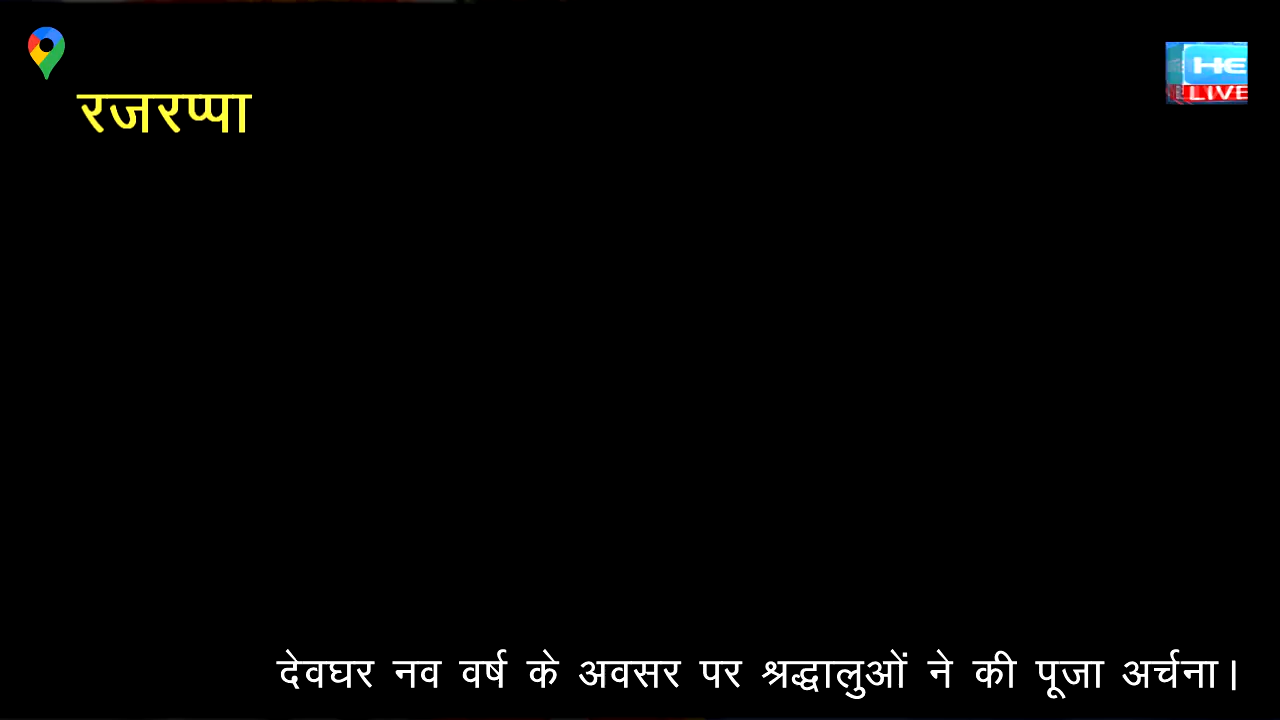 रजरप्पा
HE
LIVE
देवघर नव वर्ष के अवसर पर श्रद्धालुओं ने की पूजा अर्चना।